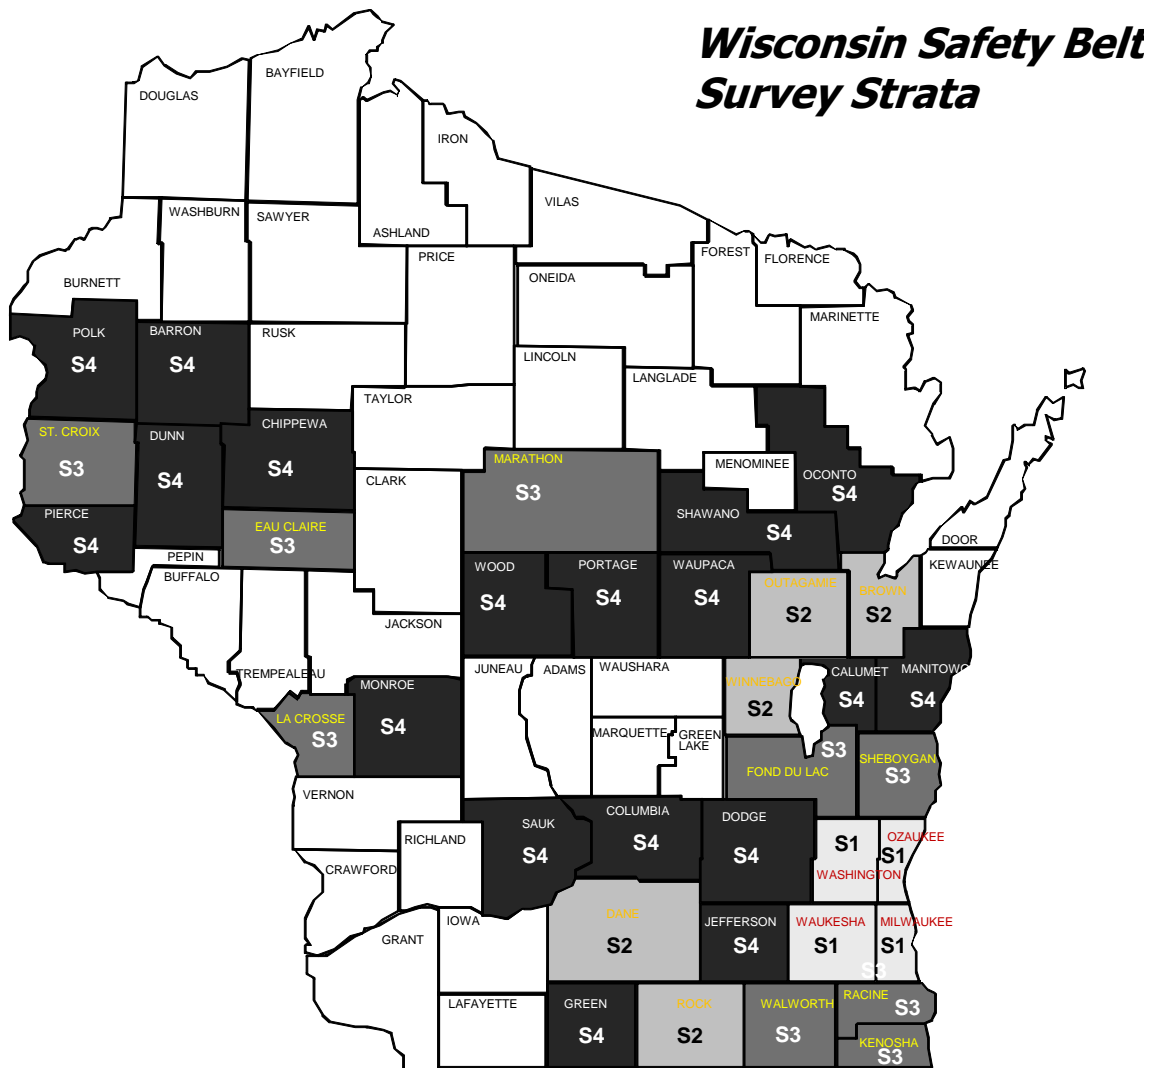 Wisconsin Safety Belt
Survey Strata
BAYFIELD
DOUGLAS
IRON
VILAS
WASHBURN
SAWYER
ASHLAND
PRICE
FOREST
FLORENCE
BURNETT
ONEIDA
MARINETTE
POLK
S4
BARRON
S4
RUSK
LINCOLN
LANGLADE
TAYLOR
ST. CROIX
S3
DUNN
S4
CHIPPEWA
S4
MARATHON
S3
MENOMINEE
OCONTO
S4
CLARK
PIERCE
S4
EAU CLAIRE
S3
SHAWANO
S4
DOOR
PEPIN
BUFFALO
WOOD
S4
PORTAGE
S4
WAUPACA
S4
OUTAGAMIE
S2
BROWN
S2
KEWAUNEE
JACKSON
TREMPEALEAU
JUNEAU
ADAMS
WAUSHARA
WINNEBAGO
S2
CALUMET
S4
MANITOWO
S4
MONROE
S4
LA CROSSE
S3
MARQUETTE
GREEN
LAKE
S3
FOND DU LAC
SHEBOYGAN
S3
VERNON
RICHLAND
SAUK
S4
COLUMBIA
S4
DODGE
S4
S1
WASHINGTON
OZAUKEE
S1
CRAWFORD
IOWA
GRANT
DANE
S2
JEFFERSON
S4
WAUKESHA
S1
MILWAUKEE
S1
S3
LAFAYETTE
GREEN
S4
ROCK
S2
WALWORTH
S3
RACINE
S3
KENOSHA
S3